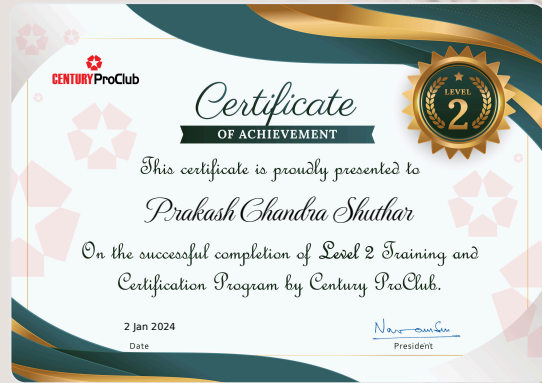 CENTURY ProClub
Certificate
OF ACHIEVEMENT
LEVEL
2
This certificate is proudly presented to
Prakash Chandra Shuthar
On the successful completion of Level 2 Training and
Certification Program by Century ProClub.
2 Jan 2024
Date
President